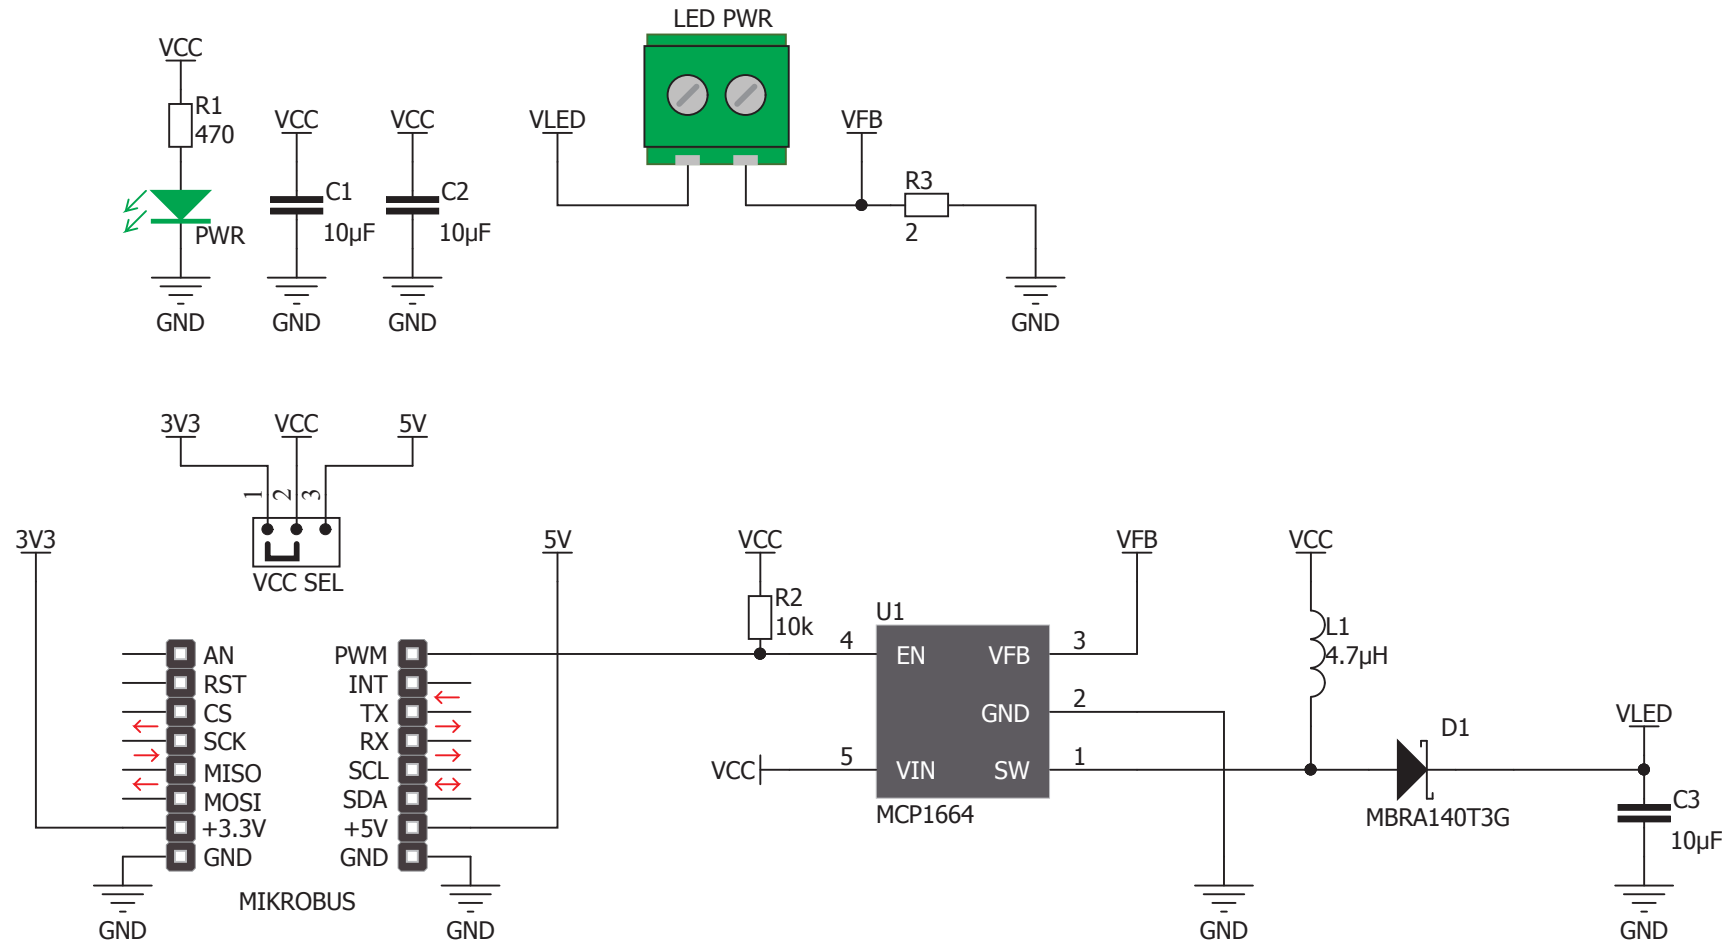 LED PWR
VCC
R1
470
PWR
GND
VCC
C1
10µF
GND
VCC
C2
10µF
GND
VLED
VFB
R3
2
GND
3V3
VCC
5V
1
2
3
VCC SEL
3V3
5V
AN
RST
CS
SCK
MISO
MOSI
+3.3V
GND
PWM
INT
TX
RX
SCL
SDA
+5V
GND
MIKROBUS
GND
GND
VCC
R2
10k
U1
4
EN
VFB
3
GND
2
VCC
5
VIN
SW
1
MCP1664
VFB
GND
VCC
L1
4.7µH
D1
MBRA140T3G
VLED
C3
10µF
GND